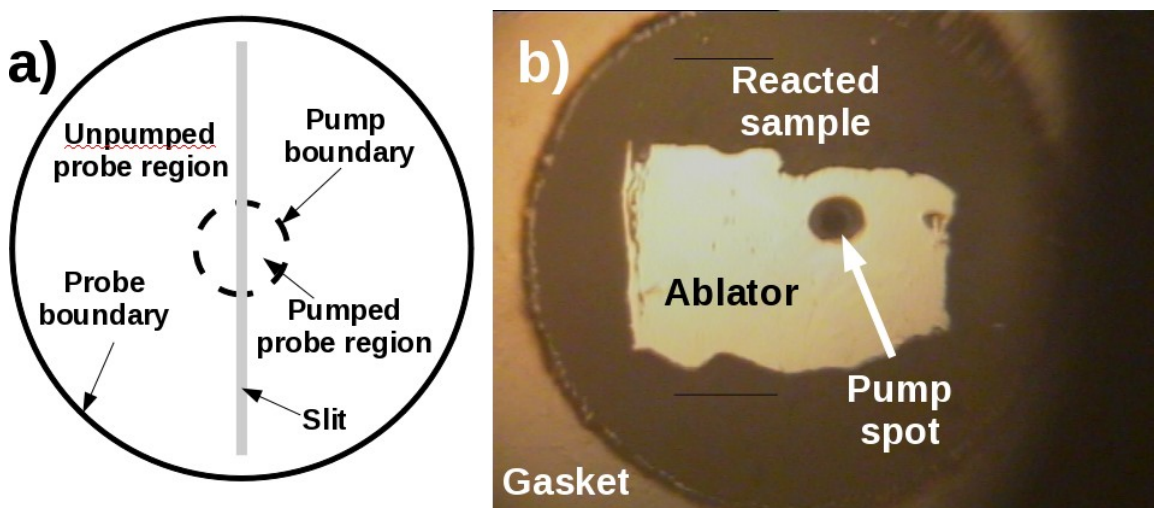 a)
Unpumped
probe region
Pump
boundary
Probe
boundary
Pumped
probe region
Slit
b)
Reacted
sample
Ablator
Pump
spot
Gasket